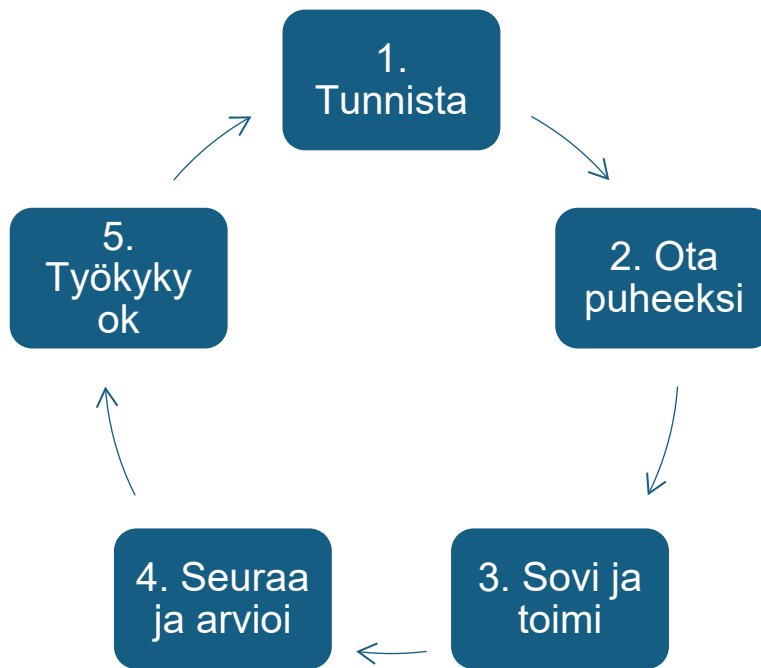 1.
Tunnista
2. Ota
puheeksi
3. Sovi ja
toimi
4. Seuraa
ja arvioi
5.
Työkyky
ok